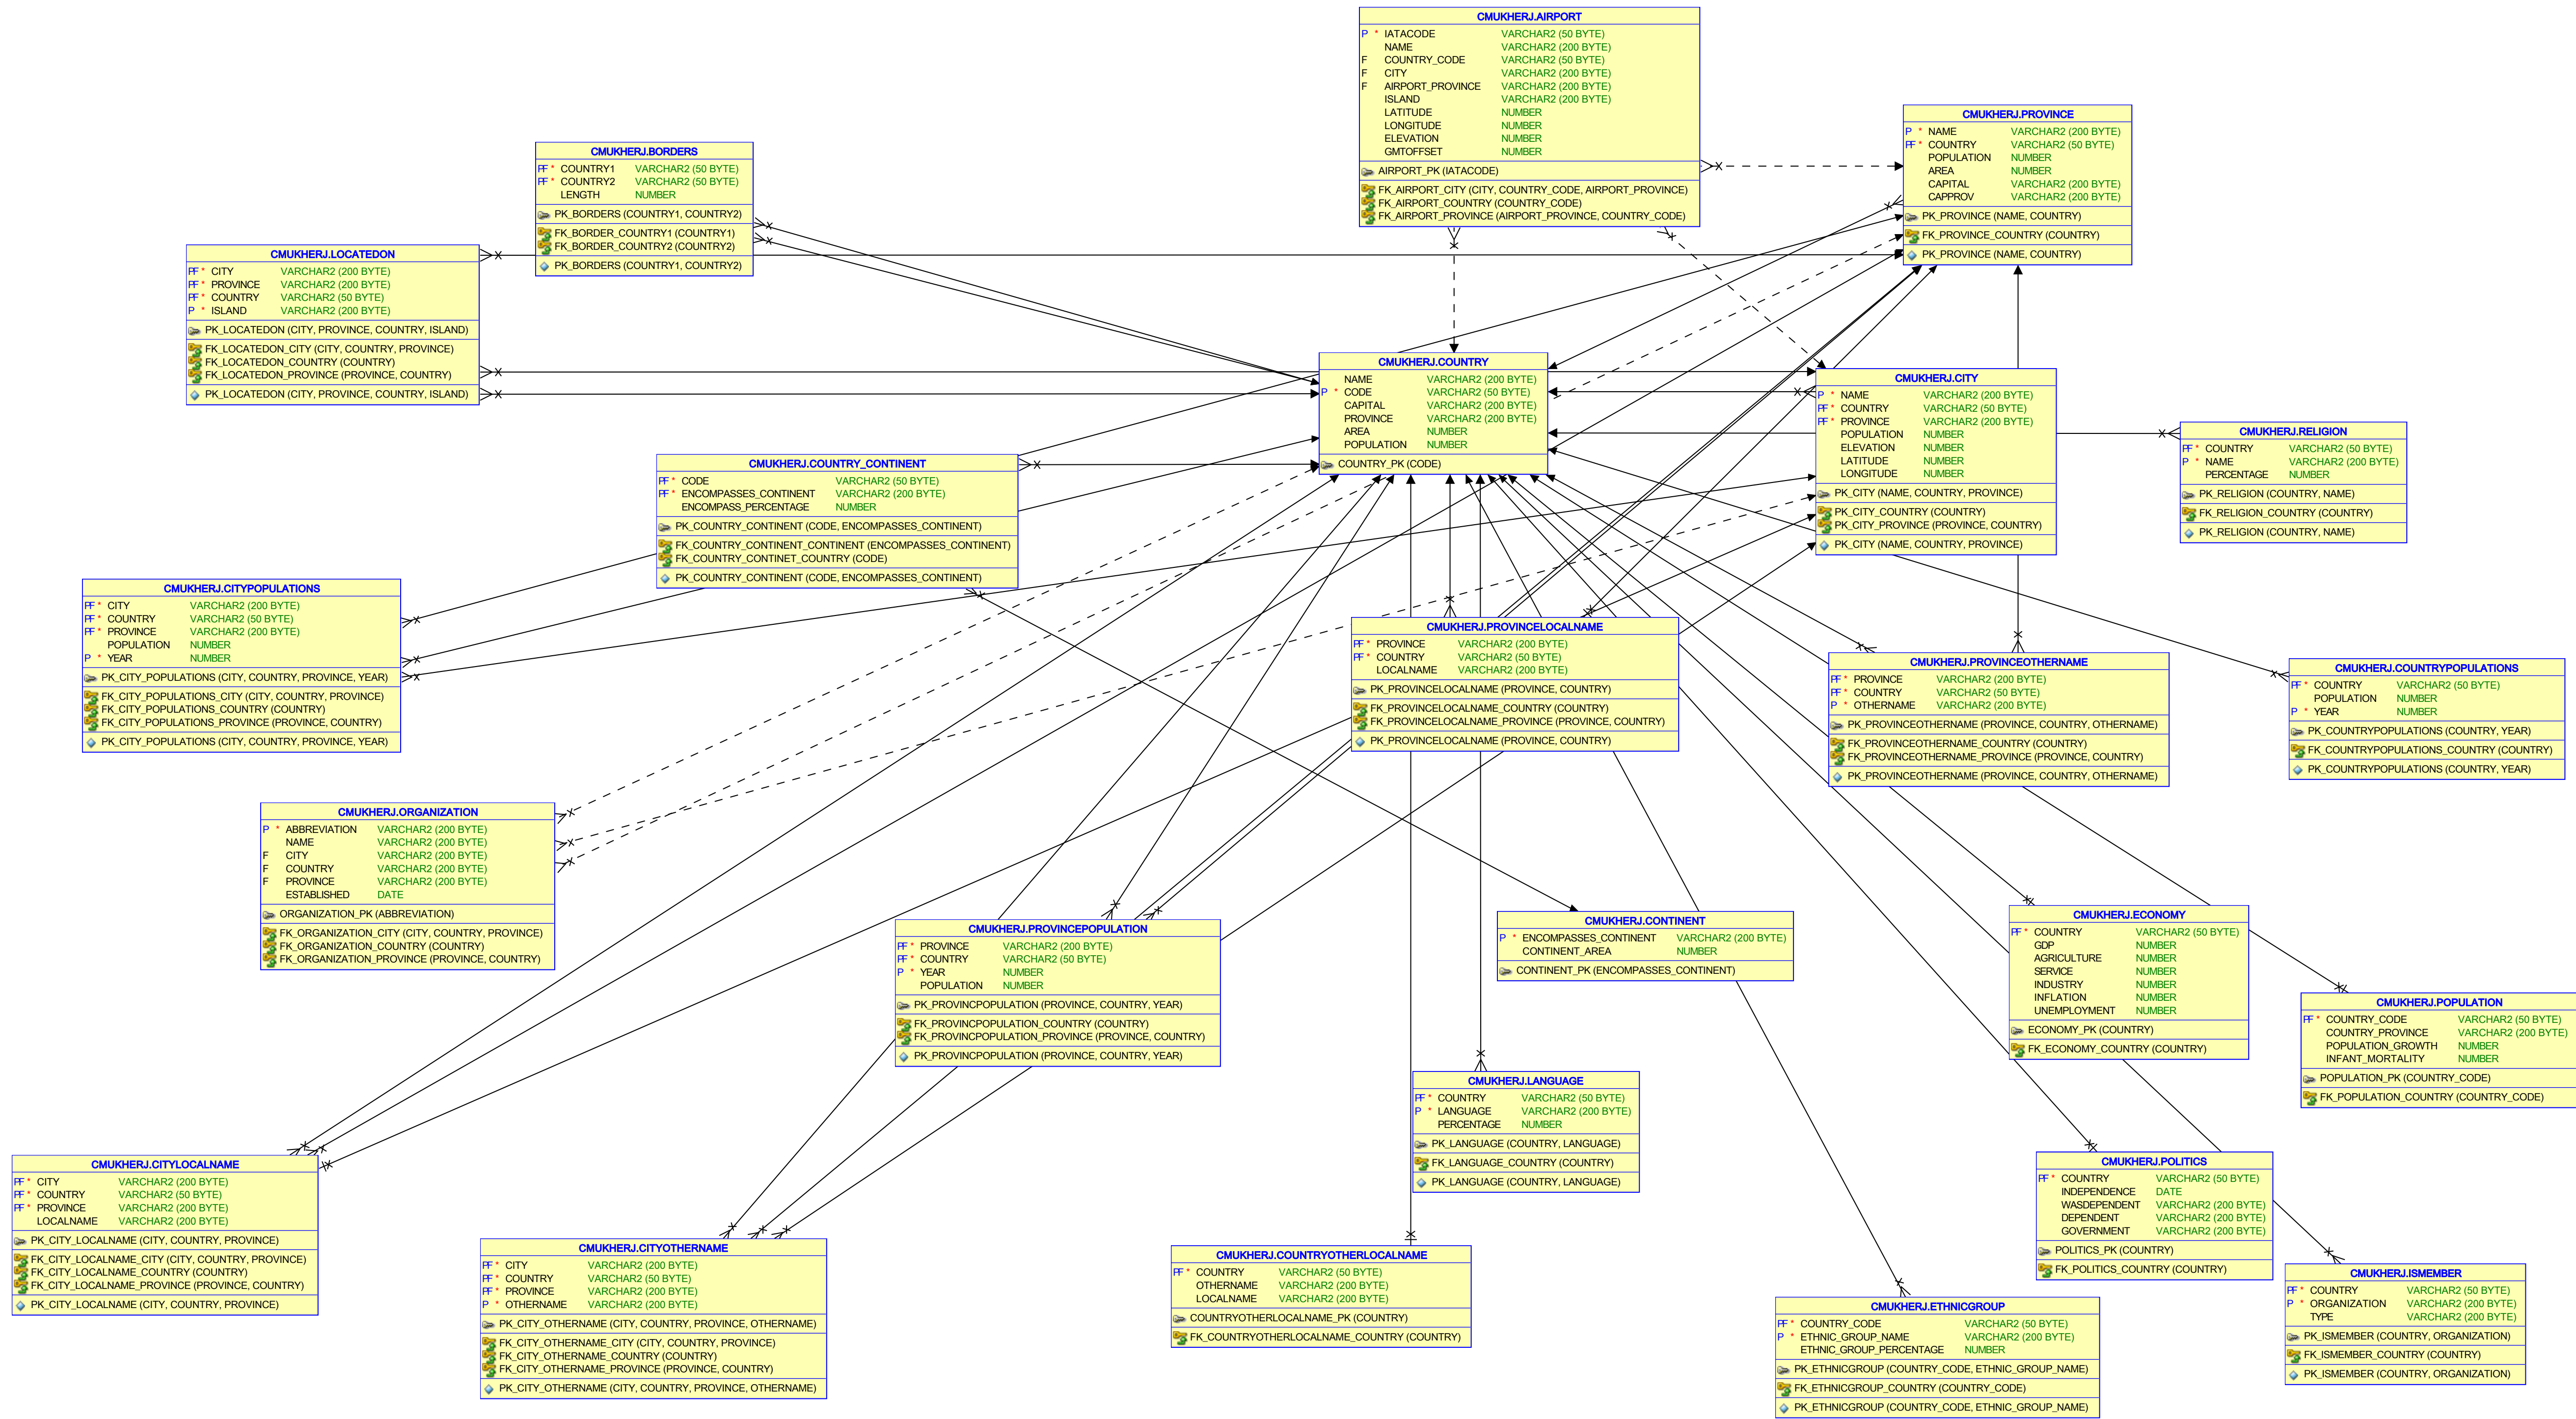 CMUKHERJ.AIRPORT
P * IATACODE VARCHAR2 (50 BYTE)
NAME VARCHAR2 (200 BYTE)
F COUNTRY_CODE VARCHAR2 (50 BYTE)
F CITY VARCHAR2 (200 BYTE)
F AIRPORT_PROVINCE VARCHAR2 (200 BYTE)
ISLAND VARCHAR2 (200 BYTE)
LATITUDE NUMBER
LONGITUDE NUMBER
ELEVATION NUMBER
GMTOFFSET NUMBER
AIRPORT_PK (IATACODE)
FK_AIRPORT_CITY (CITY, COUNTRY_CODE, AIRPORT_PROVINCE)
FK_AIRPORT_COUNTRY (COUNTRY_CODE)
FK_AIRPORT_PROVINCE (AIRPORT_PROVINCE, COUNTRY_CODE)
CMUKHERJ.PROVINCE
P * NAME VARCHAR2 (200 BYTE)
PF * COUNTRY VARCHAR2 (50 BYTE)
POPULATION NUMBER
AREA NUMBER
CAPITAL VARCHAR2 (200 BYTE)
CAPPROV VARCHAR2 (200 BYTE)
PK_PROVINCE (NAME, COUNTRY)
FK_PROVINCE_COUNTRY (COUNTRY)
PK_PROVINCE (NAME, COUNTRY)
CMUKHERJ.BORDERS
PF * COUNTRY1 VARCHAR2 (50 BYTE)
PF * COUNTRY2 VARCHAR2 (50 BYTE)
LENGTH NUMBER
PK_BORDERS (COUNTRY1, COUNTRY2)
FK_BORDER_COUNTRY1 (COUNTRY1)
FK_BORDER_COUNTRY2 (COUNTRY2)
PK_BORDERS (COUNTRY1, COUNTRY2)
CMUKHERJ.LOCATEDON
PF * CITY VARCHAR2 (200 BYTE)
PF * PROVINCE VARCHAR2 (200 BYTE)
PF * COUNTRY VARCHAR2 (50 BYTE)
P * ISLAND VARCHAR2 (200 BYTE)
PK_LOCATEDON (CITY, PROVINCE, COUNTRY, ISLAND)
FK_LOCATEDON_CITY (CITY, COUNTRY, PROVINCE)
FK_LOCATEDON_COUNTRY (COUNTRY)
FK_LOCATEDON_PROVINCE (PROVINCE, COUNTRY)
PK_LOCATEDON (CITY, PROVINCE, COUNTRY, ISLAND)
CMUKHERJ.COUNTRY
NAME VARCHAR2 (200 BYTE)
P * CODE VARCHAR2 (50 BYTE)
CAPITAL VARCHAR2 (200 BYTE)
PROVINCE VARCHAR2 (200 BYTE)
AREA NUMBER
POPULATION NUMBER
COUNTRY_PK (CODE)
CMUKHERJ.CITY
P * NAME VARCHAR2 (200 BYTE)
PF * COUNTRY VARCHAR2 (50 BYTE)
PF * PROVINCE VARCHAR2 (200 BYTE)
POPULATION NUMBER
ELEVATION NUMBER
LATITUDE NUMBER
LONGITUDE NUMBER
PK_CITY (NAME, COUNTRY, PROVINCE)
PK_CITY_COUNTRY (COUNTRY)
PK_CITY_PROVINCE (PROVINCE, COUNTRY)
PK_CITY (NAME, COUNTRY, PROVINCE)
CMUKHERJ.RELIGION
PF * COUNTRY VARCHAR2 (50 BYTE)
P * NAME VARCHAR2 (200 BYTE)
PERCENTAGE NUMBER
PK_RELIGION (COUNTRY, NAME)
FK_RELIGION_COUNTRY (COUNTRY)
PK_RELIGION (COUNTRY, NAME)
CMUKHERJ.COUNTRY_CONTINENT
PF * CODE VARCHAR2 (50 BYTE)
PF * ENCOMPASSES_CONTINENT VARCHAR2 (200 BYTE)
ENCOMPASS_PERCENTAGE NUMBER
PK_COUNTRY_CONTINENT (CODE, ENCOMPASSES_CONTINENT)
FK_COUNTRY_CONTINENT_CONTINENT (ENCOMPASSES_CONTINENT)
FK_COUNTRY_CONTINET_COUNTRY (CODE)
PK_COUNTRY_CONTINENT (CODE, ENCOMPASSES_CONTINENT)
CMUKHERJ.CITYPOPULATIONS
PF * CITY VARCHAR2 (200 BYTE)
PF * COUNTRY VARCHAR2 (50 BYTE)
PF * PROVINCE VARCHAR2 (200 BYTE)
POPULATION NUMBER
P * YEAR NUMBER
PK_CITY_POPULATIONS (CITY, COUNTRY, PROVINCE, YEAR)
FK_CITY_POPULATIONS_CITY (CITY, COUNTRY, PROVINCE)
FK_CITY_POPULATIONS_COUNTRY (COUNTRY)
FK_CITY_POPULATIONS_PROVINCE (PROVINCE, COUNTRY)
PK_CITY_POPULATIONS (CITY, COUNTRY, PROVINCE, YEAR)
CMUKHERJ.PROVINCELOCALNAME
PF * PROVINCE VARCHAR2 (200 BYTE)
PF * COUNTRY VARCHAR2 (50 BYTE)
LOCALNAME VARCHAR2 (200 BYTE)
PK_PROVINCELOCALNAME (PROVINCE, COUNTRY)
FK_PROVINCELOCALNAME_COUNTRY (COUNTRY)
FK_PROVINCELOCALNAME_PROVINCE (PROVINCE, COUNTRY)
PK_PROVINCELOCALNAME (PROVINCE, COUNTRY)
CMUKHERJ.PROVINCEOTHERNAME
PF * PROVINCE VARCHAR2 (200 BYTE)
PF * COUNTRY VARCHAR2 (50 BYTE)
P * OTHERNAME VARCHAR2 (200 BYTE)
PK_PROVINCEOTHERNAME (PROVINCE, COUNTRY, OTHERNAME)
FK_PROVINCEOTHERNAME_COUNTRY (COUNTRY)
FK_PROVINCEOTHERNAME_PROVINCE (PROVINCE, COUNTRY)
PK_PROVINCEOTHERNAME (PROVINCE, COUNTRY, OTHERNAME)
CMUKHERJ.COUNTRYPOPULATIONS
PF * COUNTRY VARCHAR2 (50 BYTE)
POPULATION NUMBER
P * YEAR NUMBER
PK_COUNTRYPOPULATIONS (COUNTRY, YEAR)
FK_COUNTRYPOPULATIONS_COUNTRY (COUNTRY)
PK_COUNTRYPOPULATIONS (COUNTRY, YEAR)
CMUKHERJ.ORGANIZATION
P * ABBREVIATION VARCHAR2 (200 BYTE)
NAME VARCHAR2 (200 BYTE)
F CITY VARCHAR2 (200 BYTE)
F COUNTRY VARCHAR2 (200 BYTE)
F PROVINCE VARCHAR2 (200 BYTE)
ESTABLISHED DATE
ORGANIZATION_PK (ABBREVIATION)
FK_ORGANIZATION_CITY (CITY, COUNTRY, PROVINCE)
FK_ORGANIZATION_COUNTRY (COUNTRY)
FK_ORGANIZATION_PROVINCE (PROVINCE, COUNTRY)
CMUKHERJ.PROVINCEPOPULATION
PF * PROVINCE VARCHAR2 (200 BYTE)
PF * COUNTRY VARCHAR2 (50 BYTE)
P * YEAR NUMBER
POPULATION NUMBER
PK_PROVINCPOPULATION (PROVINCE, COUNTRY, YEAR)
FK_PROVINCPOPULATION_COUNTRY (COUNTRY)
FK_PROVINCPOPULATION_PROVINCE (PROVINCE, COUNTRY)
PK_PROVINCPOPULATION (PROVINCE, COUNTRY, YEAR)
CMUKHERJ.CONTINENT
P * ENCOMPASSES_CONTINENT VARCHAR2 (200 BYTE)
CONTINENT_AREA NUMBER
CONTINENT_PK (ENCOMPASSES_CONTINENT)
CMUKHERJ.ECONOMY
PF * COUNTRY VARCHAR2 (50 BYTE)
GDP NUMBER
AGRICULTURE NUMBER
SERVICE NUMBER
INDUSTRY NUMBER
INFLATION NUMBER
UNEMPLOYMENT NUMBER
ECONOMY_PK (COUNTRY)
FK_ECONOMY_COUNTRY (COUNTRY)
CMUKHERJ.POPULATION
PF * COUNTRY_CODE VARCHAR2 (50 BYTE)
COUNTRY_PROVINCE VARCHAR2 (200 BYTE)
POPULATION_GROWTH NUMBER
INFANT_MORTALITY NUMBER
POPULATION_PK (COUNTRY_CODE)
FK_POPULATION_COUNTRY (COUNTRY_CODE)
CMUKHERJ.LANGUAGE
PF * COUNTRY VARCHAR2 (50 BYTE)
P * LANGUAGE VARCHAR2 (200 BYTE)
PERCENTAGE NUMBER
PK_LANGUAGE (COUNTRY, LANGUAGE)
FK_LANGUAGE_COUNTRY (COUNTRY)
PK_LANGUAGE (COUNTRY, LANGUAGE)
CMUKHERJ.CITYLOCALNAME
PF * CITY VARCHAR2 (200 BYTE)
PF * COUNTRY VARCHAR2 (50 BYTE)
PF * PROVINCE VARCHAR2 (200 BYTE)
LOCALNAME VARCHAR2 (200 BYTE)
PK_CITY_LOCALNAME (CITY, COUNTRY, PROVINCE)
FK_CITY_LOCALNAME_CITY (CITY, COUNTRY, PROVINCE)
FK_CITY_LOCALNAME_COUNTRY (COUNTRY)
FK_CITY_LOCALNAME_PROVINCE (PROVINCE, COUNTRY)
PK_CITY_LOCALNAME (CITY, COUNTRY, PROVINCE)
CMUKHERJ.POLITICS
PF * COUNTRY VARCHAR2 (50 BYTE)
INDEPENDENCE DATE
WASDEPENDENT VARCHAR2 (200 BYTE)
DEPENDENT VARCHAR2 (200 BYTE)
GOVERNMENT VARCHAR2 (200 BYTE)
POLITICS_PK (COUNTRY)
FK_POLITICS_COUNTRY (COUNTRY)
CMUKHERJ.CITYOTHERNAME
PF * CITY VARCHAR2 (200 BYTE)
PF * COUNTRY VARCHAR2 (50 BYTE)
PF * PROVINCE VARCHAR2 (200 BYTE)
P * OTHERNAME VARCHAR2 (200 BYTE)
PK_CITY_OTHERNAME (CITY, COUNTRY, PROVINCE, OTHERNAME)
FK_CITY_OTHERNAME_CITY (CITY, COUNTRY, PROVINCE)
FK_CITY_OTHERNAME_COUNTRY (COUNTRY)
FK_CITY_OTHERNAME_PROVINCE (PROVINCE, COUNTRY)
PK_CITY_OTHERNAME (CITY, COUNTRY, PROVINCE, OTHERNAME)
CMUKHERJ.COUNTRYOTHERLOCALNAME
PF * COUNTRY VARCHAR2 (50 BYTE)
OTHERNAME VARCHAR2 (200 BYTE)
LOCALNAME VARCHAR2 (200 BYTE)
COUNTRYOTHERLOCALNAME_PK (COUNTRY)
FK_COUNTRYOTHERLOCALNAME_COUNTRY (COUNTRY)
CMUKHERJ.ISMEMBER
PF * COUNTRY VARCHAR2 (50 BYTE)
P * ORGANIZATION VARCHAR2 (200 BYTE)
TYPE VARCHAR2 (200 BYTE)
PK_ISMEMBER (COUNTRY, ORGANIZATION)
FK_ISMEMBER_COUNTRY (COUNTRY)
PK_ISMEMBER (COUNTRY, ORGANIZATION)
CMUKHERJ.ETHNICGROUP
PF * COUNTRY_CODE VARCHAR2 (50 BYTE)
P * ETHNIC_GROUP_NAME VARCHAR2 (200 BYTE)
ETHNIC_GROUP_PERCENTAGE NUMBER
PK_ETHNICGROUP (COUNTRY_CODE, ETHNIC_GROUP_NAME)
FK_ETHNICGROUP_COUNTRY (COUNTRY_CODE)
PK_ETHNICGROUP (COUNTRY_CODE, ETHNIC_GROUP_NAME)